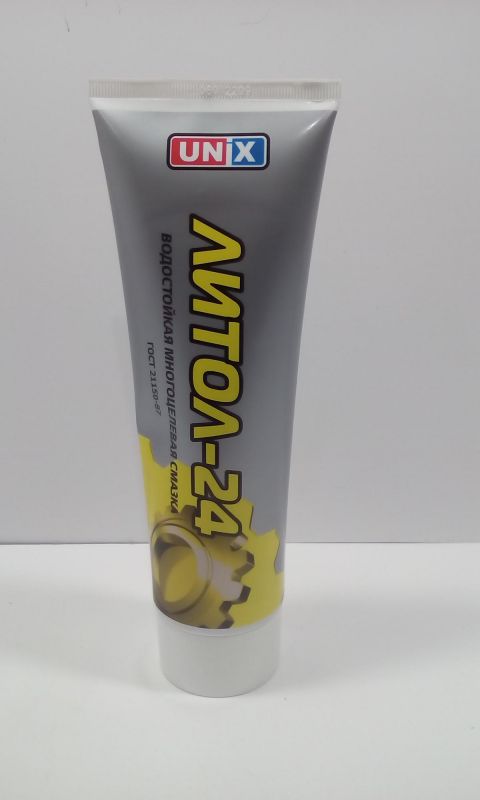 UNiX
ЛИТОЛ-24
ВОДОСТОЙКАЯ МНОГОЦЕЛЕВАЯ СМАЗКА
ГОСТ 21150-87